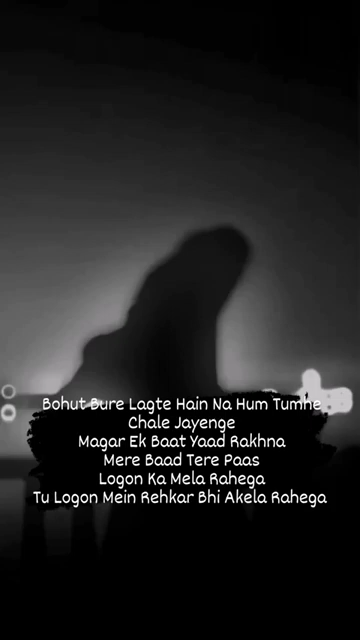 Bohut Bure Lagte Hain Na Hum Tumhe
Chale Jayenge
Magar Ek Baat Yaad Rakhna
Mere Baad Tere Paas
Logon Ka Mela Rahega
Tu Logon Mein Rehkar Bhi Akela Rahega